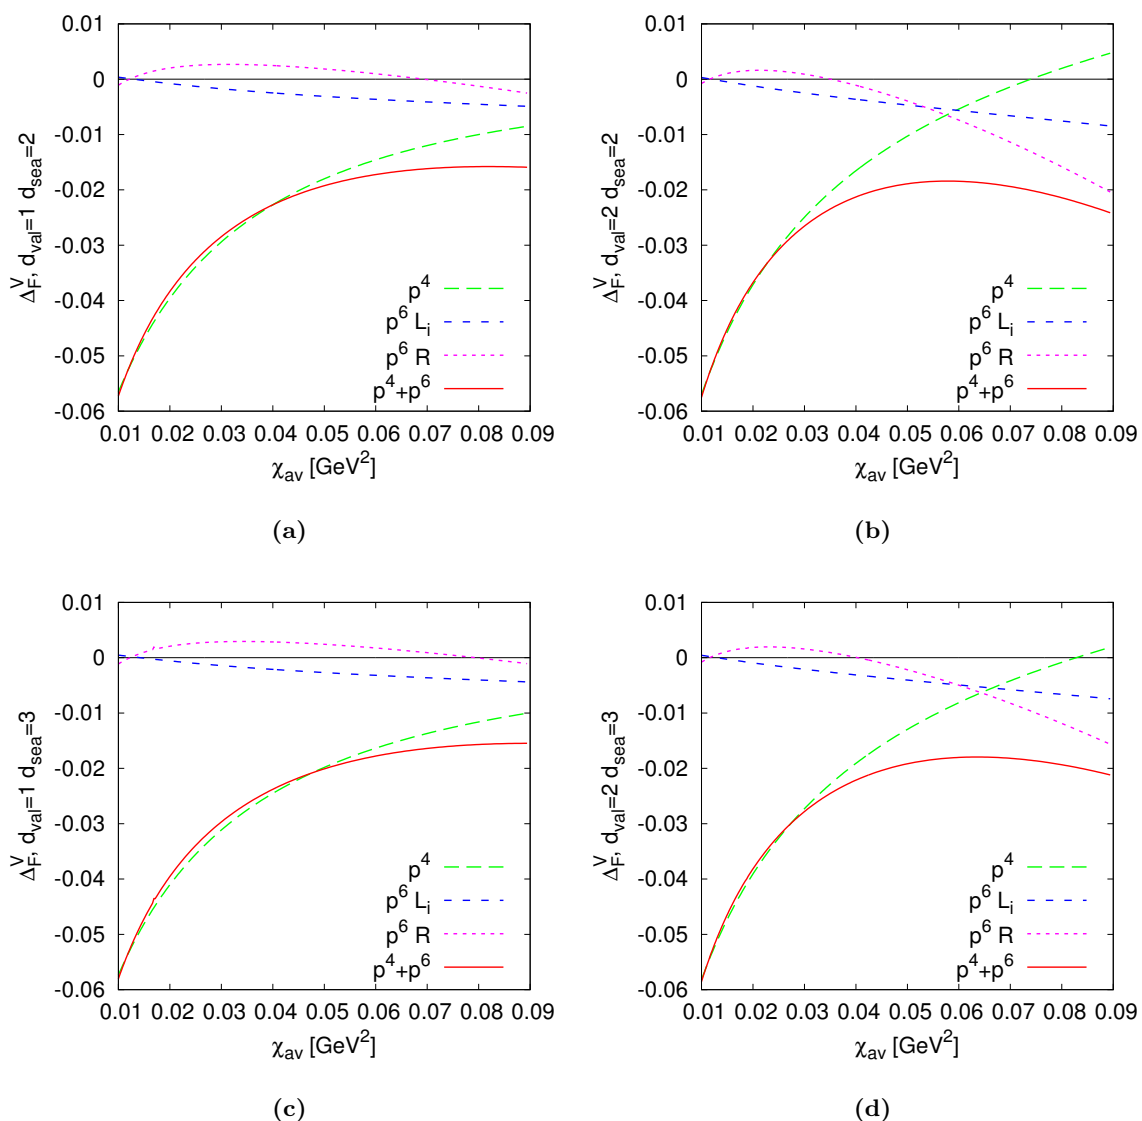 0.01
0
-0.01
-0.02
-0.03
-0.04
-0.05
-0.06
Δ_F^V, d_val=1 d_sea=2
p^4
p^6 L_i
p^6 R
p^4+p^6
0.01 0.02 0.03 0.04 0.05 0.06 0.07 0.08 0.09
χ_av [GeV^2]
(a)
0.01
0
-0.01
-0.02
-0.03
-0.04
-0.05
-0.06
Δ_F^V, d_val=2 d_sea=2
p^4
p^6 L_i
p^6 R
p^4+p^6
0.01 0.02 0.03 0.04 0.05 0.06 0.07 0.08 0.09
χ_av [GeV^2]
(b)
0.01
0
-0.01
-0.02
-0.03
-0.04
-0.05
-0.06
Δ_F^V, d_val=1 d_sea=3
p^4
p^6 L_i
p^6 R
p^4+p^6
0.01 0.02 0.03 0.04 0.05 0.06 0.07 0.08 0.09
χ_av [GeV^2]
(c)
0.01
0
-0.01
-0.02
-0.03
-0.04
-0.05
-0.06
Δ_F^V, d_val=2 d_sea=3
p^4
p^6 L_i
p^6 R
p^4+p^6
0.01 0.02 0.03 0.04 0.05 0.06 0.07 0.08 0.09
χ_av [GeV^2]
(d)